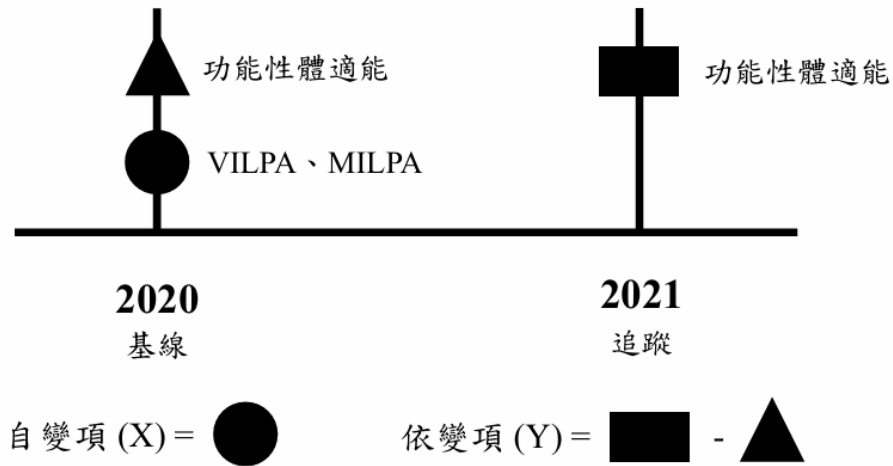 功能性體適能
功能性體適能
VILPA、MILPA
2020
2021
基線
追蹤
自變項 (X) =
依變項 (Y) = -